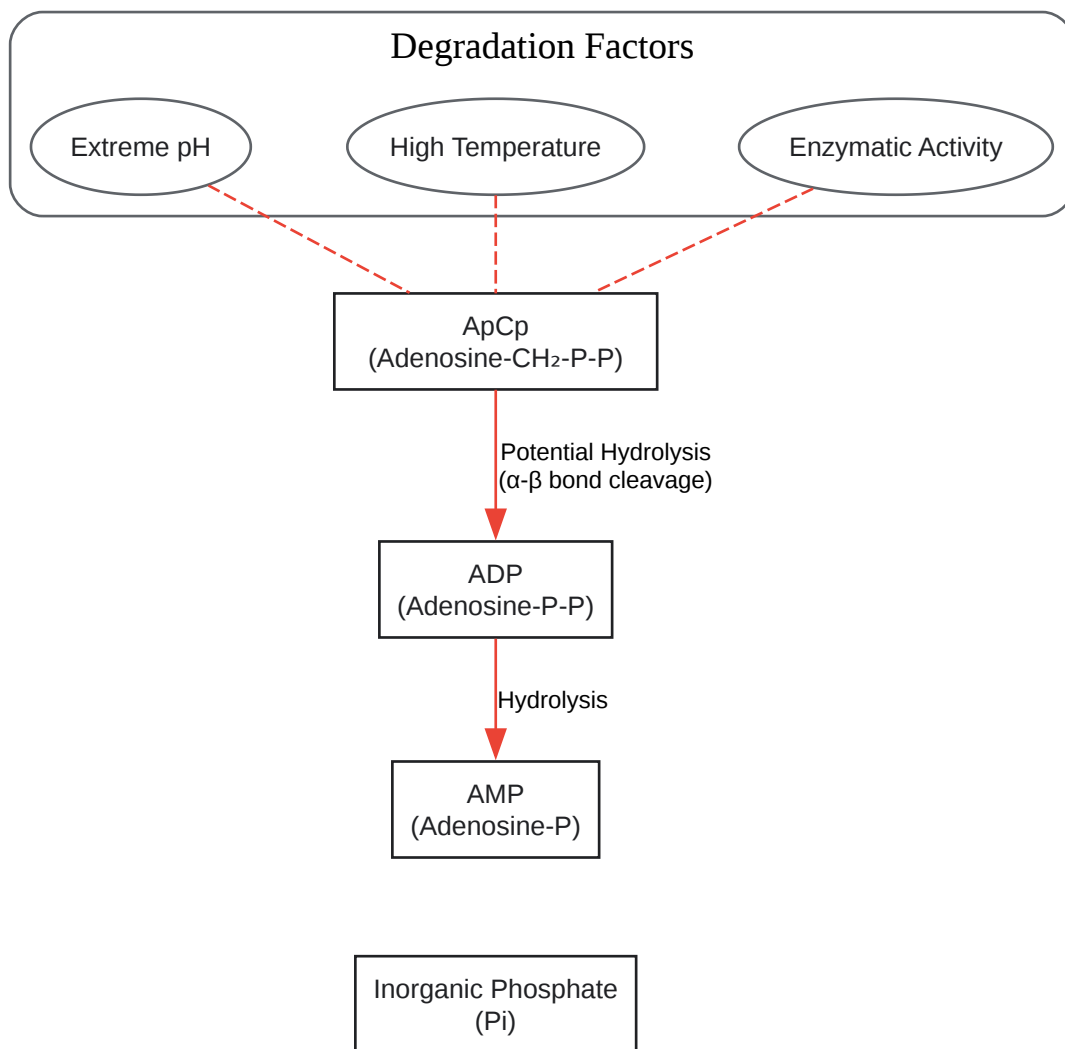 Degradation Factors
Extreme pH
High Temperature
Enzymatic Activity
ApCp
(Adenosine-CH₂-P-P)
Potential Hydrolysis
(α-β bond cleavage)
ADP
(Adenosine-P-P)
Hydrolysis
AMP
(Adenosine-P)
Inorganic Phosphate
(Pi)